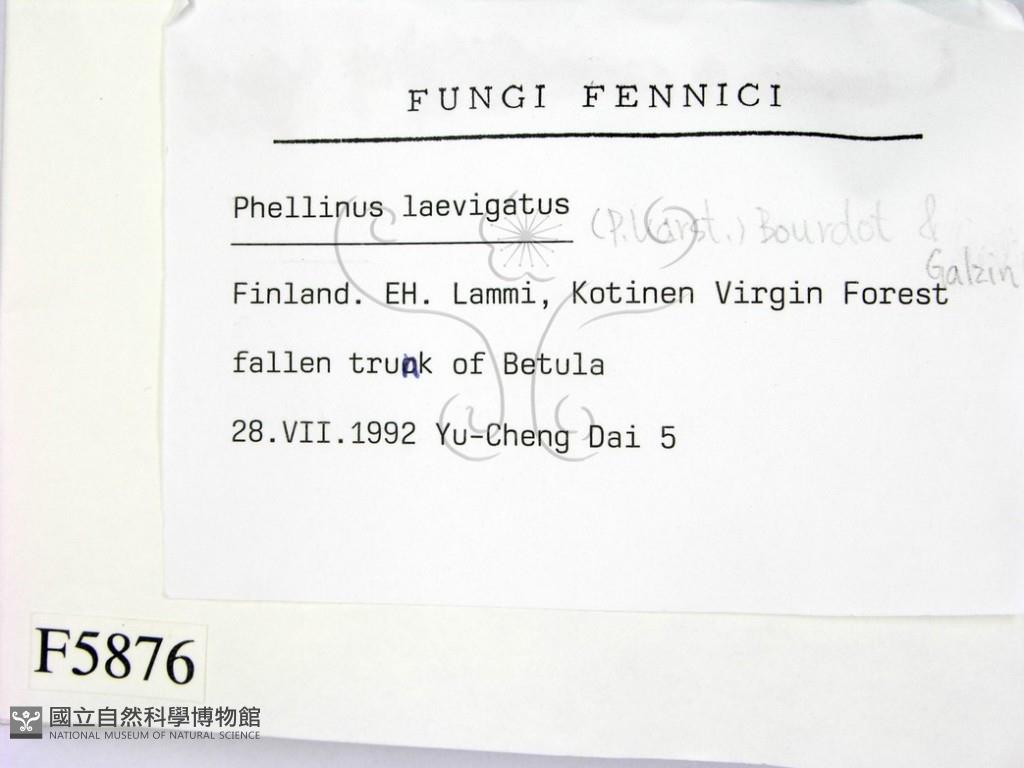 FUNGI FENNICI
Phellinus laevigatus (P. Karst.) Bourdot &
Galzin
Finland. EH. Lammi, Kotinen Virgin Forest
fallen trunk of Betula
28.VII.1992 Yu-Cheng Dai 5
F5876
國立自然科學博物館
NATIONAL MUSEUM OF NATURAL SCIENCE